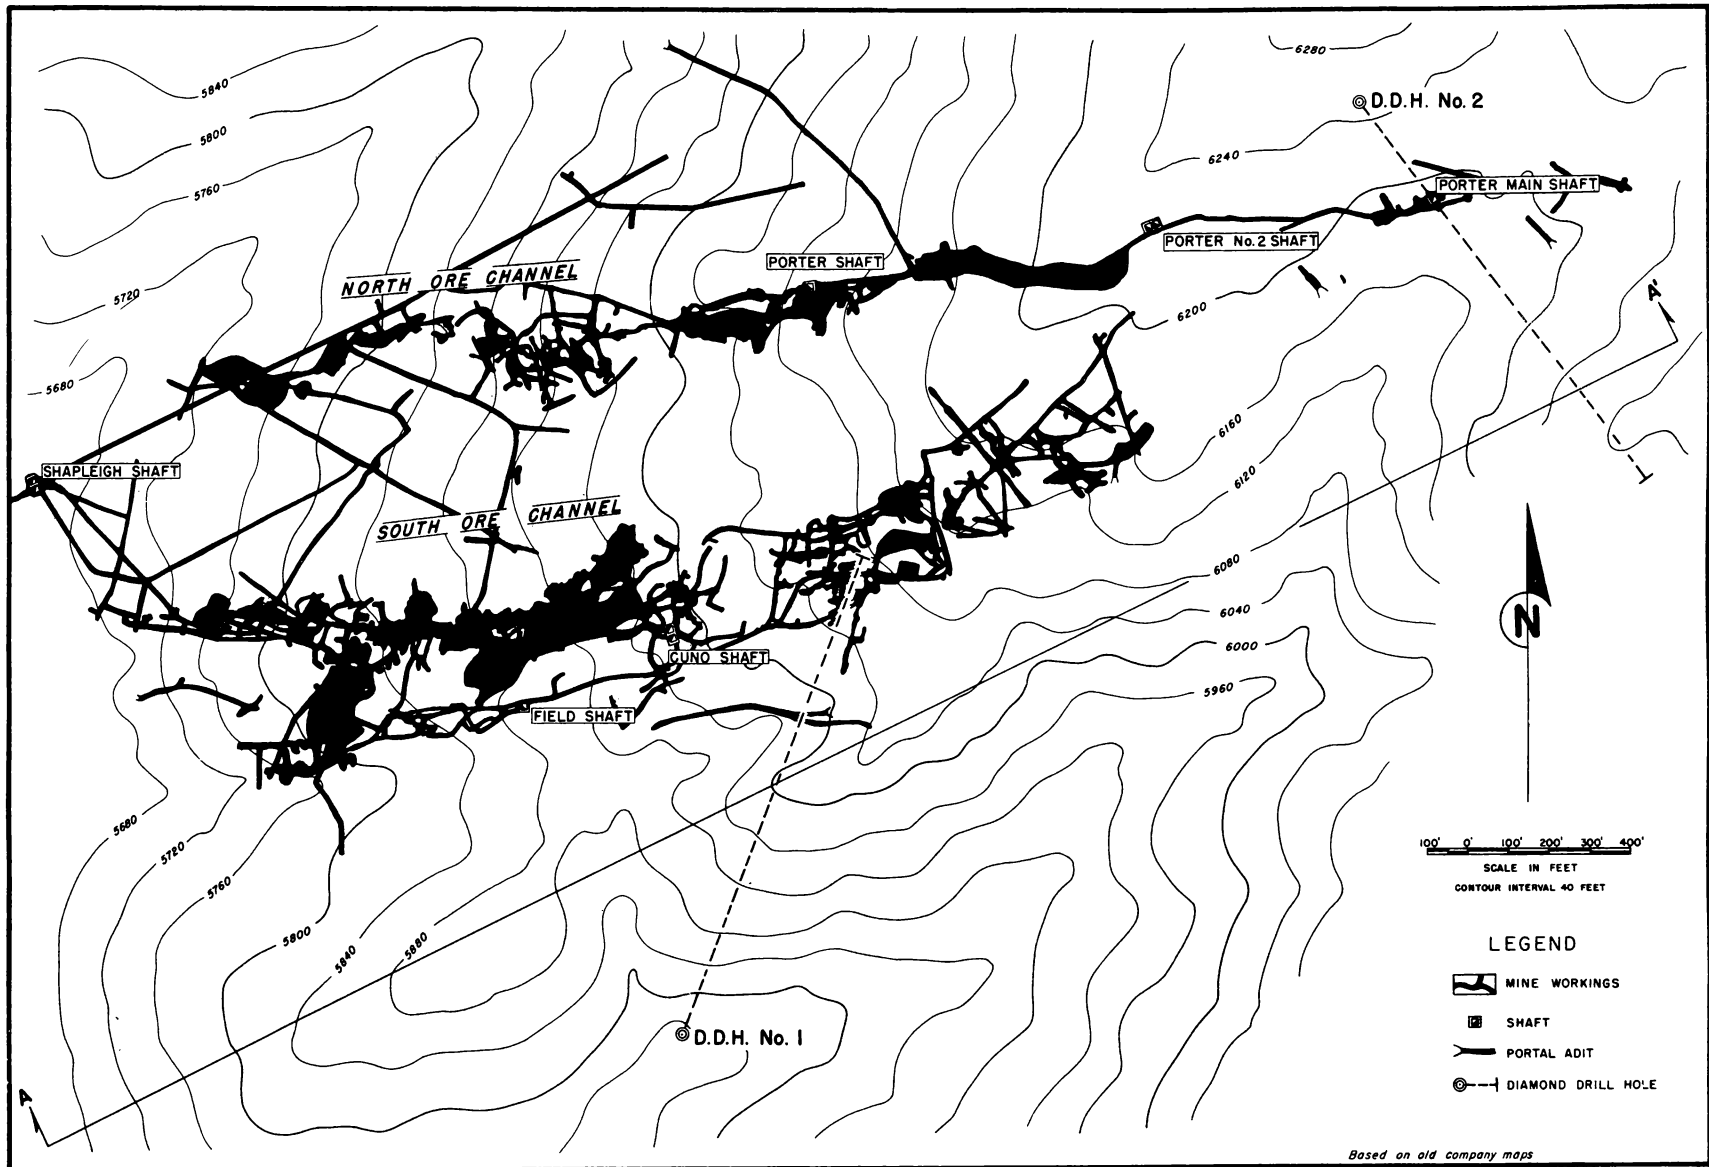 6280
5840
D.D.H. No. 2
5800
6240
5760
PORTER MAIN SHAFT
PORTER No. 2 SHAFT
PORTER SHAFT
NORTH ORE CHANNEL
5720
A'
6200
5680
6160
SHAPLEIGH SHAFT
6120
SOUTH ORE CHANNEL
6080
6040
N
6000
CUNO SHAFT
5960
FIELD SHAFT
5680
5720
5760
100' 0' 100' 200' 300' 400'
SCALE IN FEET
CONTOUR INTERVAL 40 FEET
5800
5840
5880
LEGEND
MINE WORKINGS
SHAFT
PORTAL ADIT
DIAMOND DRILL HOLE
D.D.H. No. 1
A
Based on old company maps